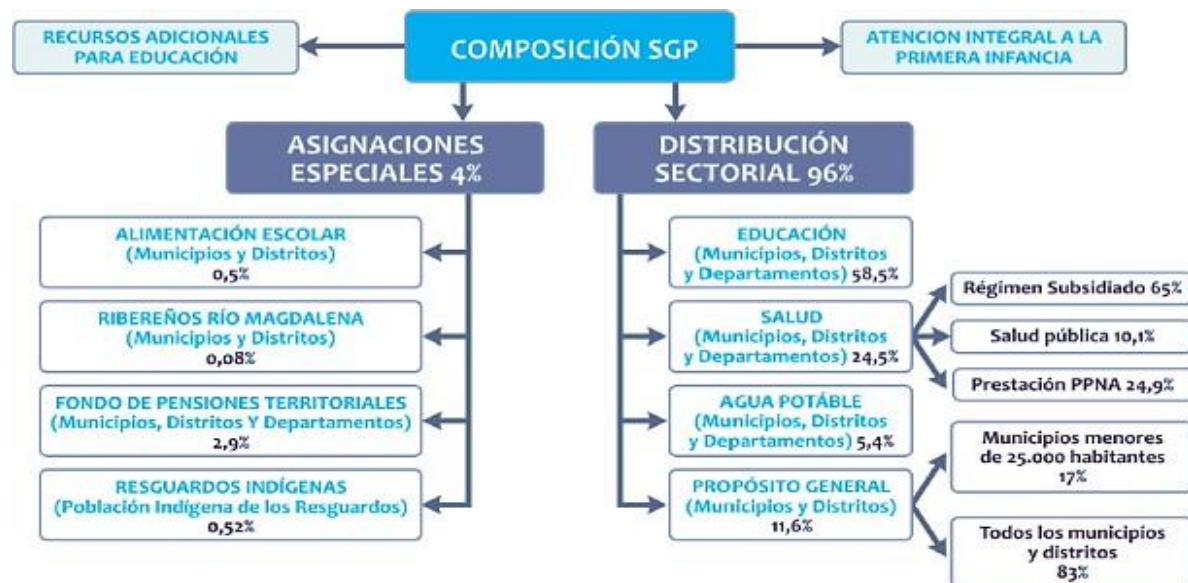 RECURSOS ADICIONALES
PARA EDUCACIÓN
COMPOSICIÓN SGP
ATENCION INTEGRAL A LA
PRIMERA INFANCIA
ASIGNACIONES
ESPECIALES 4%
ALIMENTACIÓN ESCOLAR
(Municipios y Distritos)
0,5%
RIBEREÑOS RÍO MAGDALENA
(Municipios y Distritos)
0,08%
FONDO DE PENSIONES TERRITORIALES
(Municipios, Distritos Y Departamentos)
2,9%
RESGUARDOS INDÍGENAS
(Población Indígena de los Resguardos)
0,52%
DISTRIBUCIÓN
SECTORIAL 96%
EDUCACIÓN
(Municipios, Distritos
y Departamentos) 58,5%
SALUD
(Municipios, Distritos
y Departamentos) 24,5%
Régimen Subsidiado 65%
Salud pública 10,1%
Prestación PPNA 24,9%
AGUA POTÁBLE
(Municipios, Distritos
y Departamentos) 5,4%
PROPÓSITO GENERAL
(Municipios y Distritos)
11,6%
Municipios menores
de 25.000 habitantes
17%
Todos los municipios
y distritos
83%